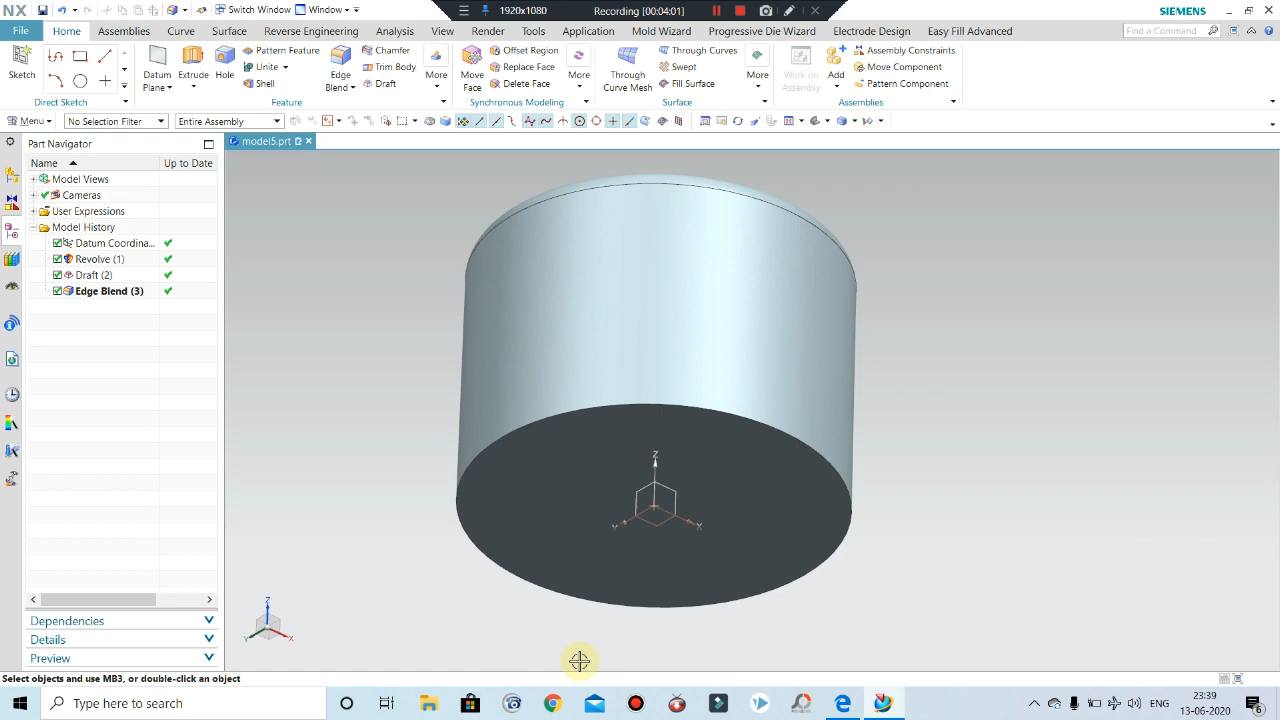 NX Switch Window Window 1920x1080 Recording [00:04:01] SIEMENS
File Home Assemblies Curve Surface Reverse Engineering Analysis View Render Tools Application Mold Wizard Progressive Die Wizard Electrode Design Easy Fill Advanced Find a Command
Pattern Feature Chamfer Offset Region Through Curves Assembly Constraints
Unite Trim Body Replace Face Swept Move Component
Shell Draft Delete Face Fill Surface Pattern Component
Sketch Datum Plane Extrude Hole Edge Blend More Move Face More Through Curve Mesh More Work on Assembly Add
Direct Sketch Feature Synchronous Modeling Surface Assemblies
Menu No Selection Filter Entire Assembly
Part Navigator model5.prt
Name Up to Date
Model Views
Cameras
User Expressions
Model History
Datum Coordina...
Revolve (1)
Draft (2)
Edge Blend (3)
Z
Y X
Z
Y X
Dependencies
Details
Preview
Select objects and use MB3, or double-click an object
Type here to search ENG 23:39
13-06-2020 6